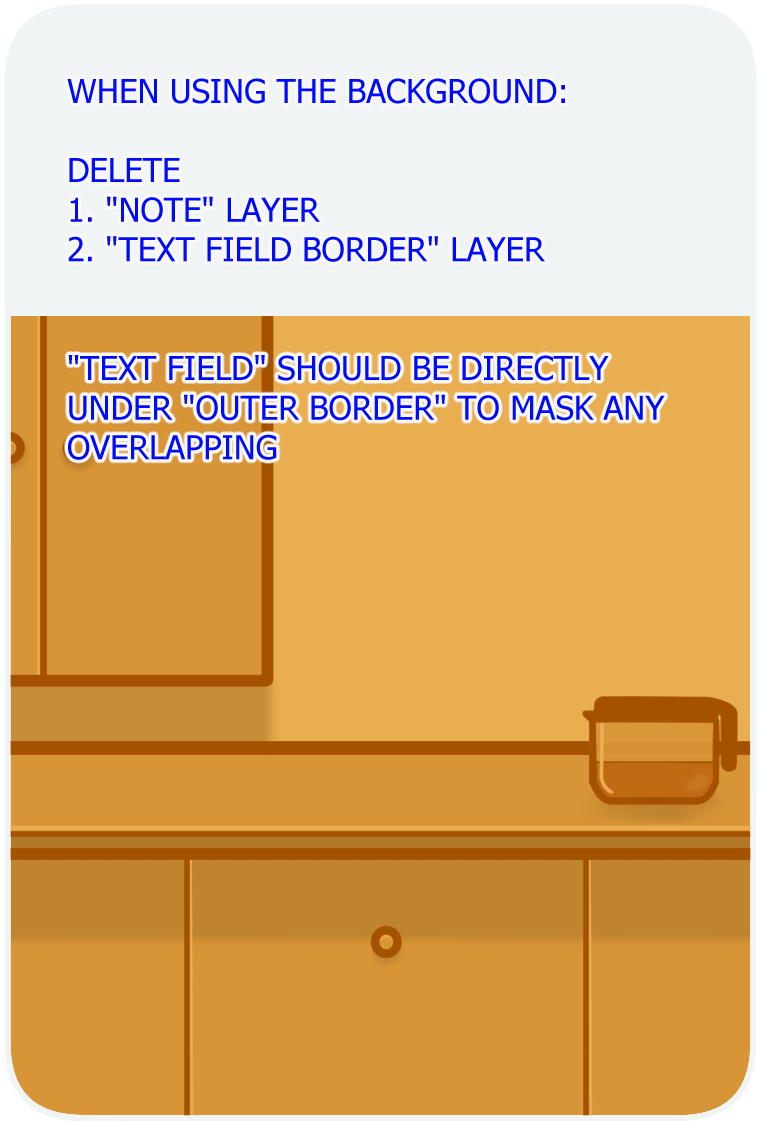 WHEN USING THE BACKGROUND:
DELETE
1. "NOTE" LAYER
2. "TEXT FIELD BORDER" LAYER
"TEXT FIELD" SHOULD BE DIRECTLY
UNDER "OUTER BORDER" TO MASK ANY
OVERLAPPING